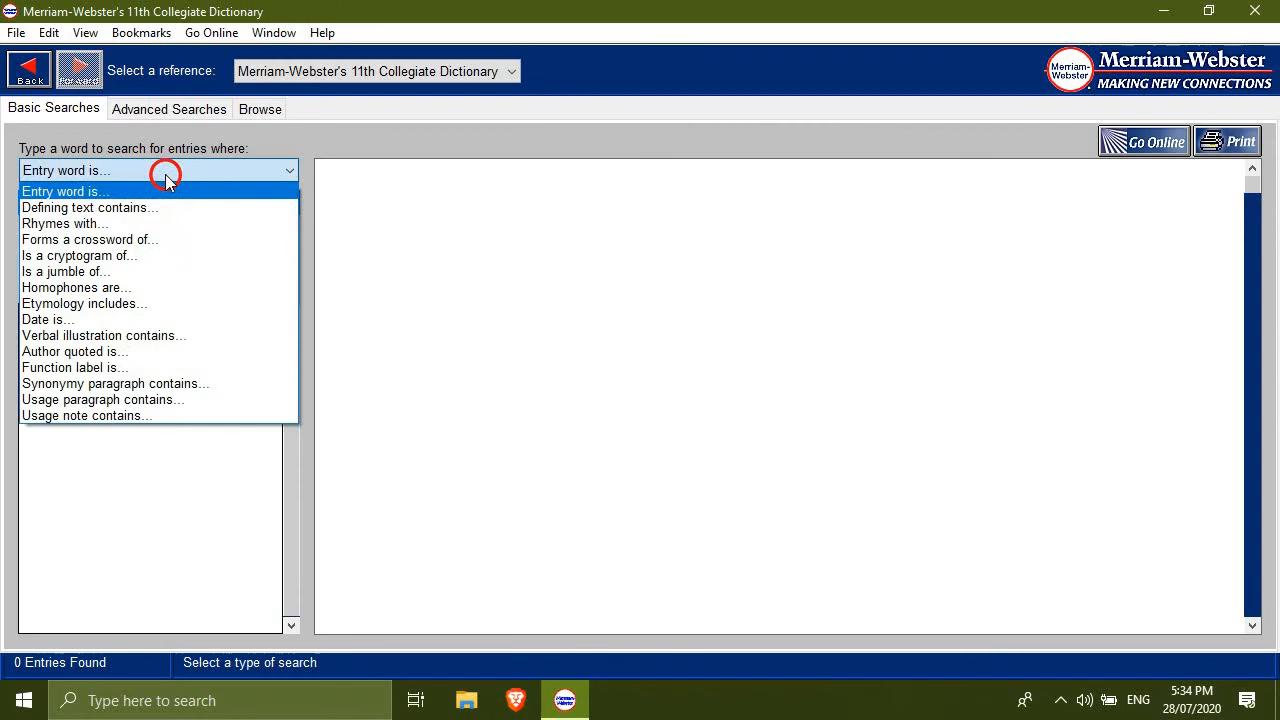 Merriam-Webster's 11th Collegiate Dictionary
File Edit View Bookmarks Go Online Window Help
Back
Select a reference:
Merriam-Webster's 11th Collegiate Dictionary
Merriam-Webster
Merriam-Webster
MAKING NEW CONNECTIONS
Basic Searches
Advanced Searches
Browse
Type a word to search for entries where:
Go Online
Print
Entry word is...
Entry word is...
Defining text contains...
Rhymes with...
Forms a crossword of...
Is a cryptogram of...
Is a jumble of...
Homophones are...
Etymology includes...
Date is...
Verbal illustration contains...
Author quoted is...
Function label is...
Synonymy paragraph contains...
Usage paragraph contains...
Usage note contains...
0 Entries Found
Select a type of search
Type here to search
ENG
5:34 PM
28/07/2020